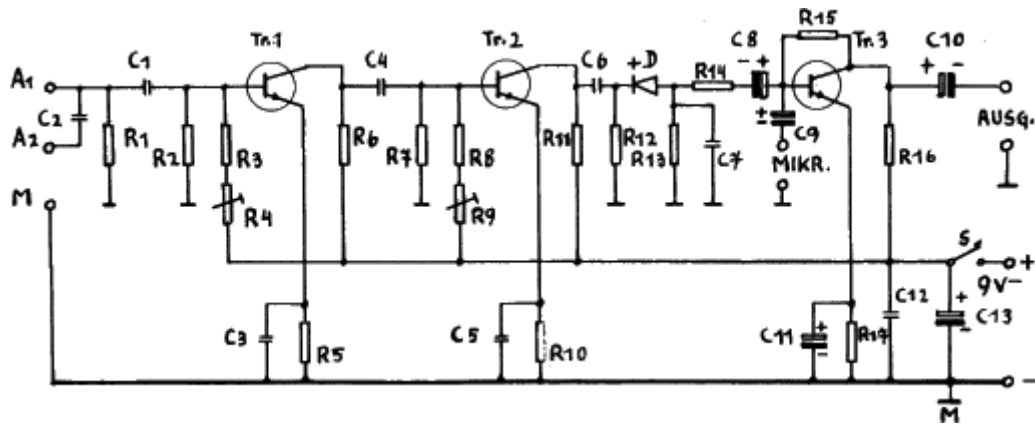 Tr.1
Tr.2
C8
R15
Tr.3
C10
A1
C1
C4
C6
+D
R14
-
+
+
-
C2
A2
R1
R2
R3
R6
R7
R8
R11
R12
R13
C7
±
C9
MIKR.
R16
AUSG.
M
R4
R9
S
+
9V-
C3
R5
C5
R10
C11
+
-
R17
C12
+
-
C13
-
M